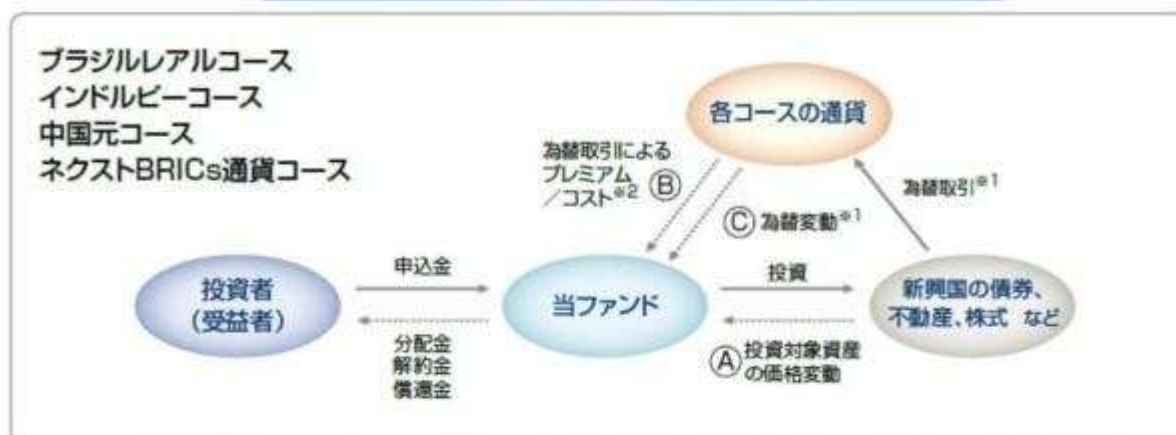 ブラジルレアルコース
インドルピーコース
中国元コース
ネクストBRICs通貨コース
各コースの通貨
為替取引による
プレミアム
／コスト※2 Ⓑ
Ⓒ 為替変動※1
為替取引※1
投資者
(受益者)
申込金
分配金
解約金
償還金
当ファンド
投資
Ⓐ 投資対象資産
の価格変動
新興国の債券、
不動産、株式 など